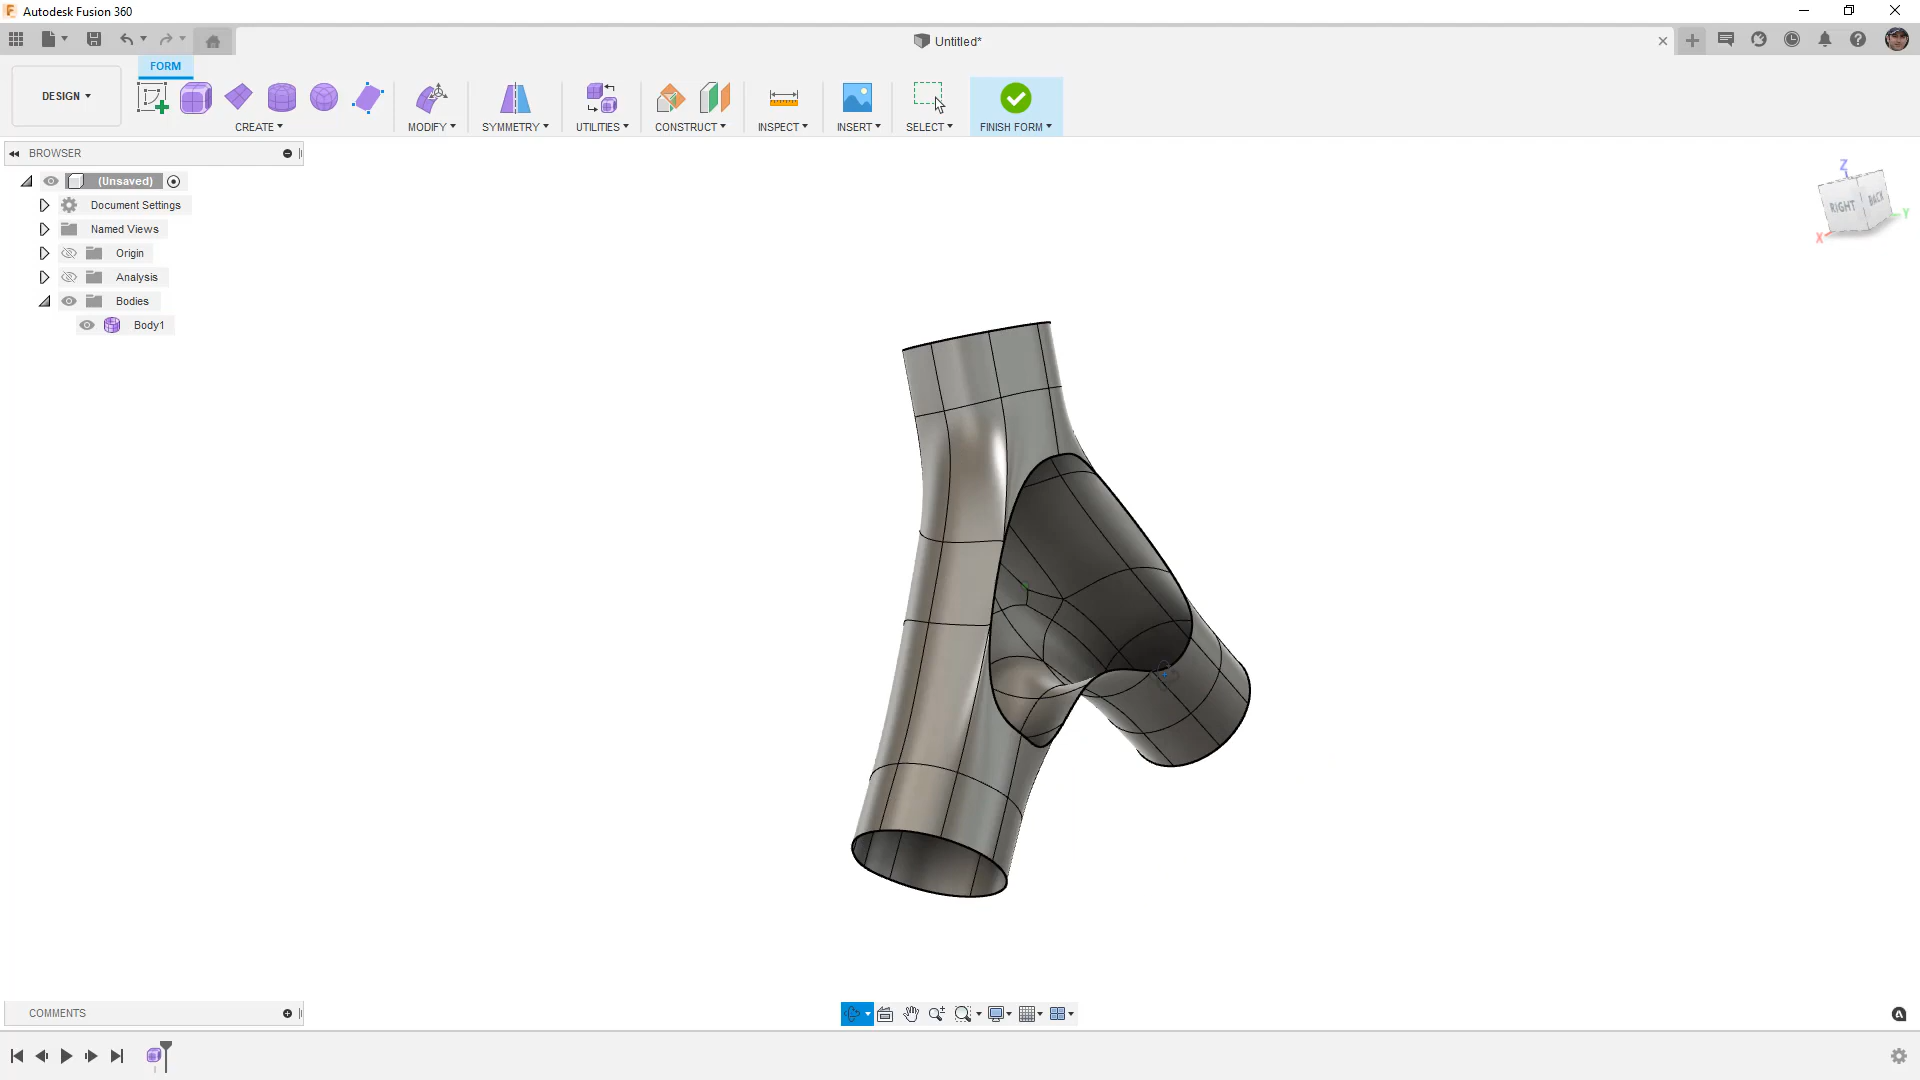 Autodesk Fusion 360
Untitled*
FORM
DESIGN
CREATE
MODIFY
SYMMETRY
UTILITIES
CONSTRUCT
INSPECT
INSERT
SELECT
FINISH FORM
BROWSER
(Unsaved)
Document Settings
Named Views
Origin
Analysis
Bodies
Body1
Z
RIGHT
BACK
Y
X
COMMENTS